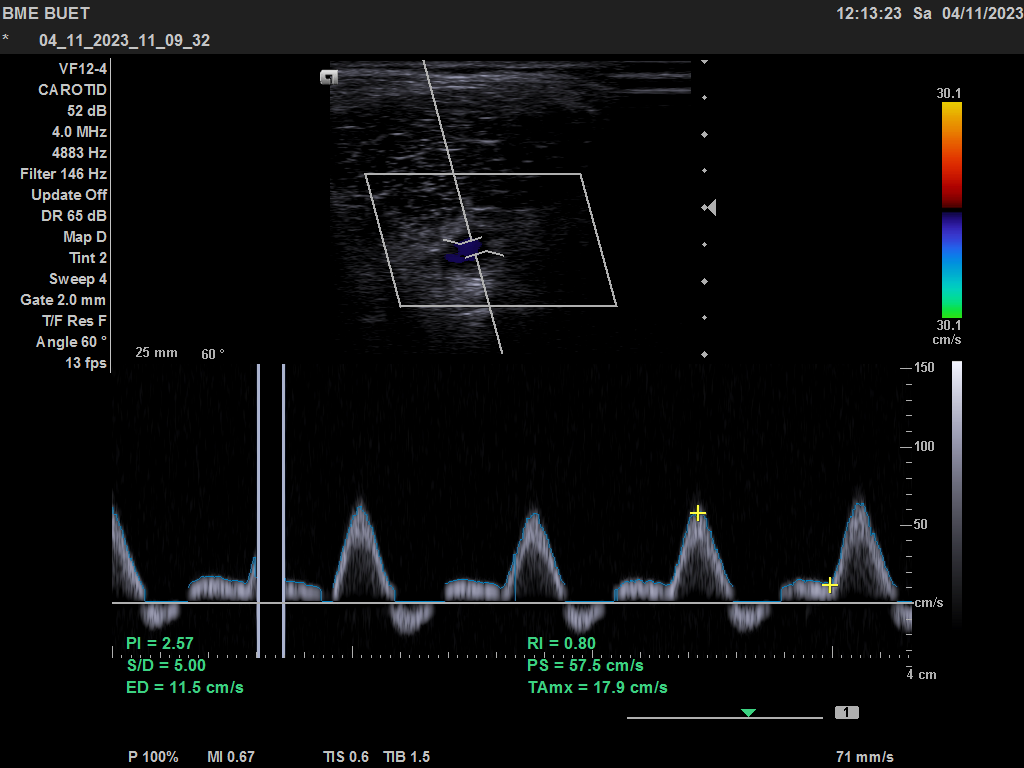 BME BUET
12:13:23 Sa 04/11/2023
* 04_11_2023_11_09_32
VF12-4
CAROTID
52 dB
4.0 MHz
4883 Hz
Filter 146 Hz
Update Off
DR 65 dB
Map D
Tint 2
Sweep 4
Gate 2.0 mm
T/F Res F
Angle 60 °
13 fps
30.1
30.1
cm/s
25 mm 60 °
150
100
50
cm/s
4 cm
PI = 2.57
S/D = 5.00
ED = 11.5 cm/s
RI = 0.80
PS = 57.5 cm/s
TAmx = 17.9 cm/s
1
P 100% MI 0.67 TIS 0.6 TIB 1.5 71 mm/s